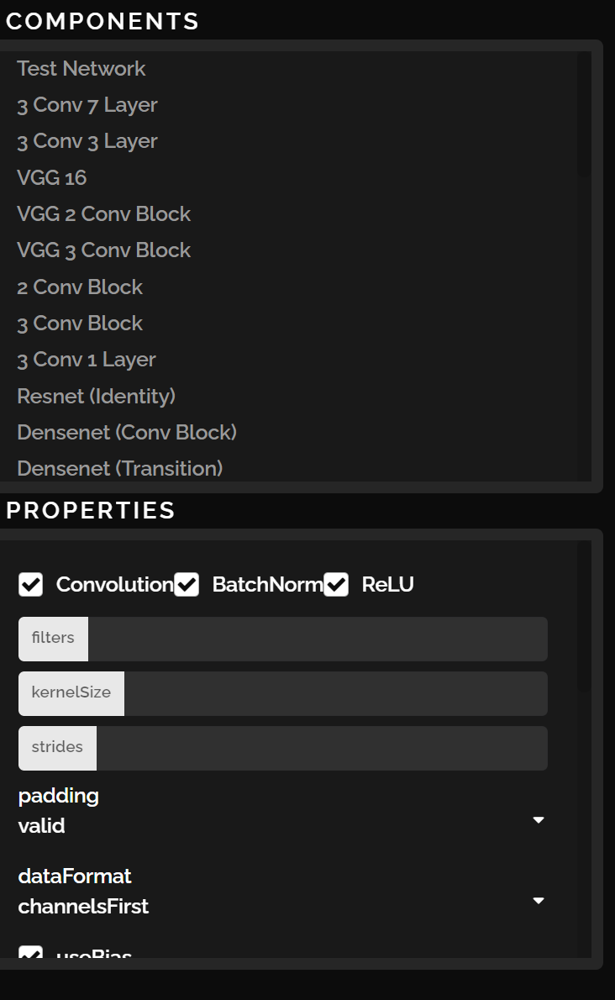 COMPONENTS
Test Network
3 Conv 7 Layer
3 Conv 3 Layer
VGG 16
VGG 2 Conv Block
VGG 3 Conv Block
2 Conv Block
3 Conv Block
3 Conv 1 Layer
Resnet (Identity)
Densenet (Conv Block)
Densenet (Transition)
PROPERTIES
Convolution BatchNorm ReLU
filters
kernelSize
strides
padding
valid
dataFormat
channelsFirst
useBias